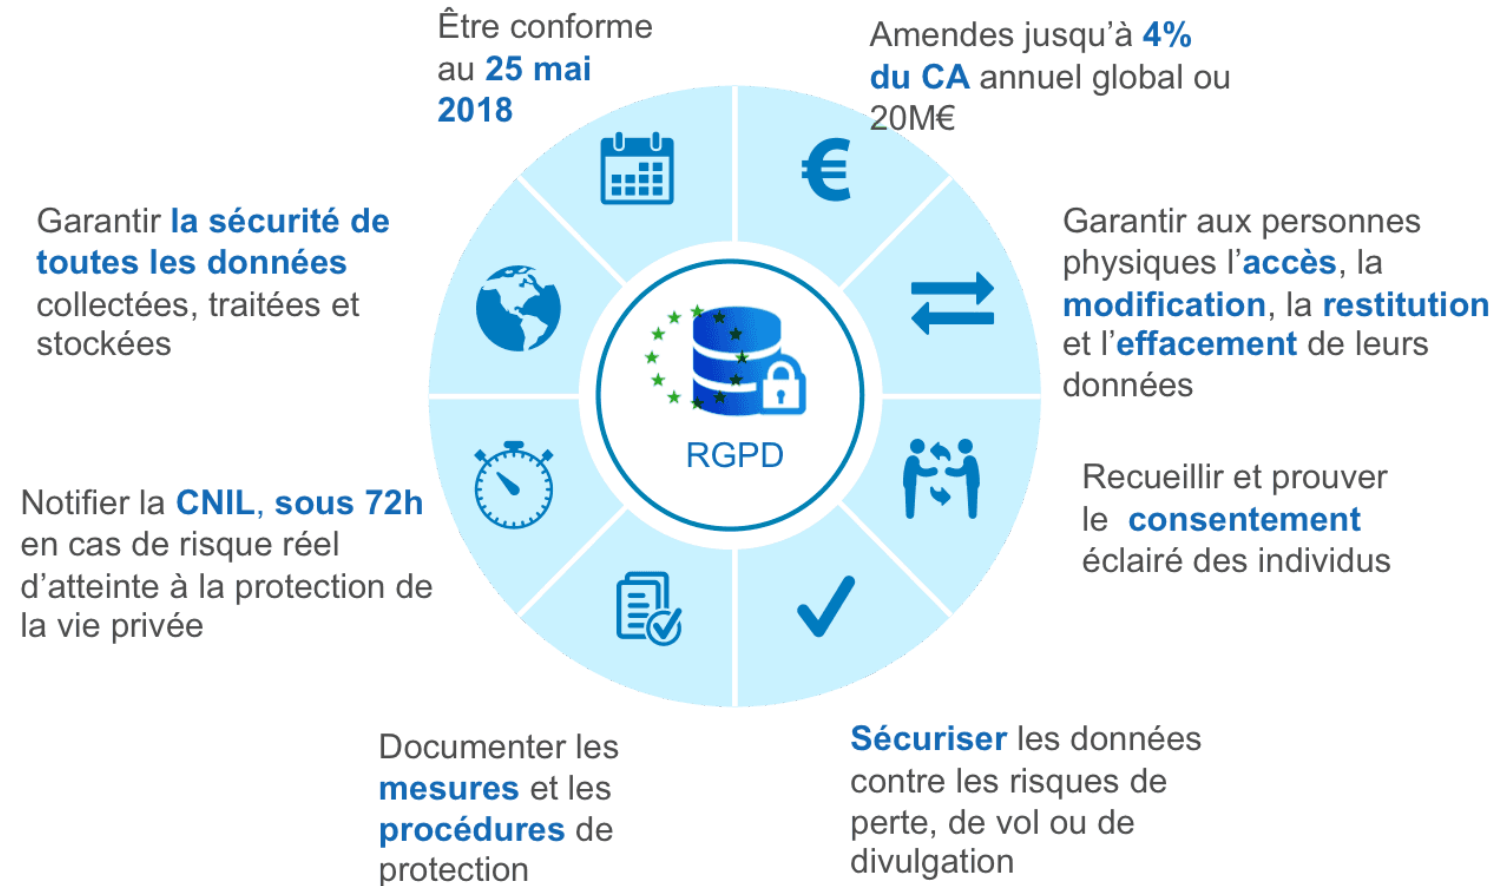 Être conforme
au 25 mai
2018
Amendes jusqu’à 4%
du CA annuel global ou
20M€
Garantir aux personnes
physiques l’accès, la
modification, la restitution
et l’effacement de leurs
données
Recueillir et prouver
le consentement
éclairé des individus
Sécuriser les données
contre les risques de
perte, de vol ou de
divulgation
Documenter les
mesures et les
procédures de
protection
Notifier la CNIL, sous 72h
en cas de risque réel
d’atteinte à la protection de
la vie privée
Garantir la sécurité de
toutes les données
collectées, traitées et
stockées
€
RGPD